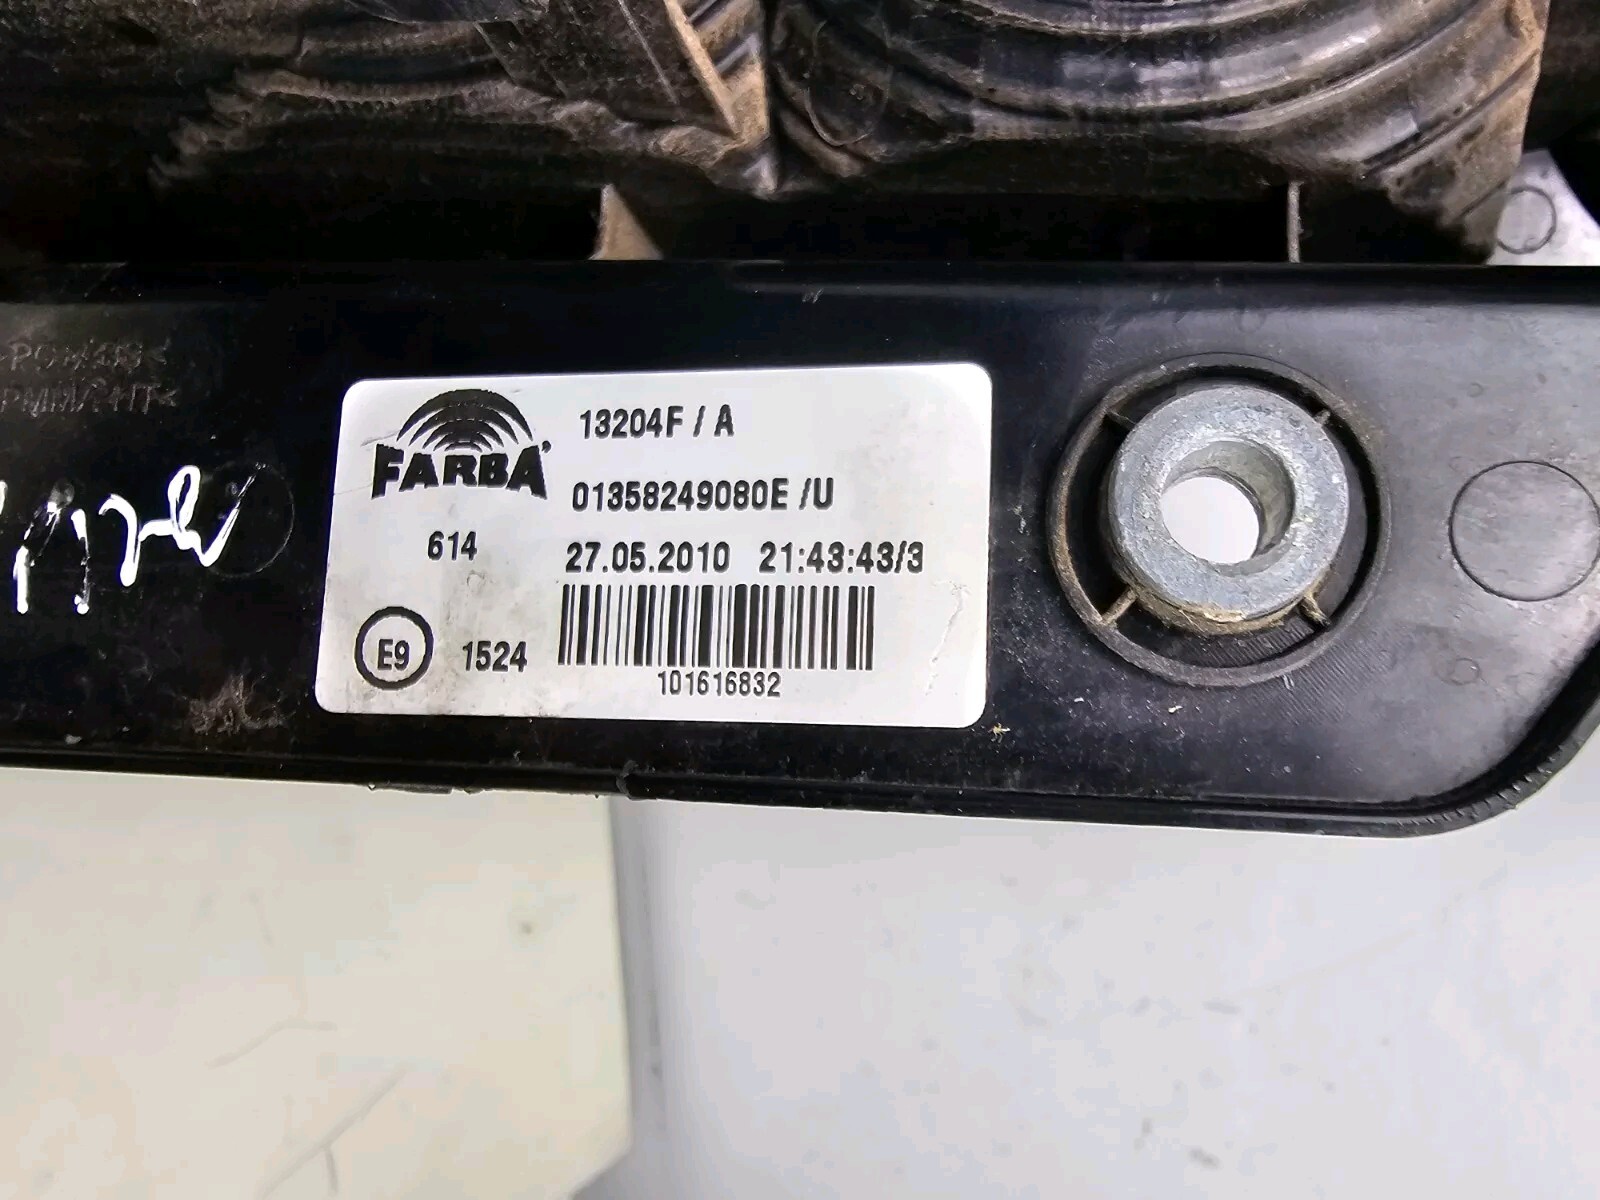 FARBA
13204F / A
01358249080E /U
614
27.05.2010 21:43:43/3
E9
1524
101616832